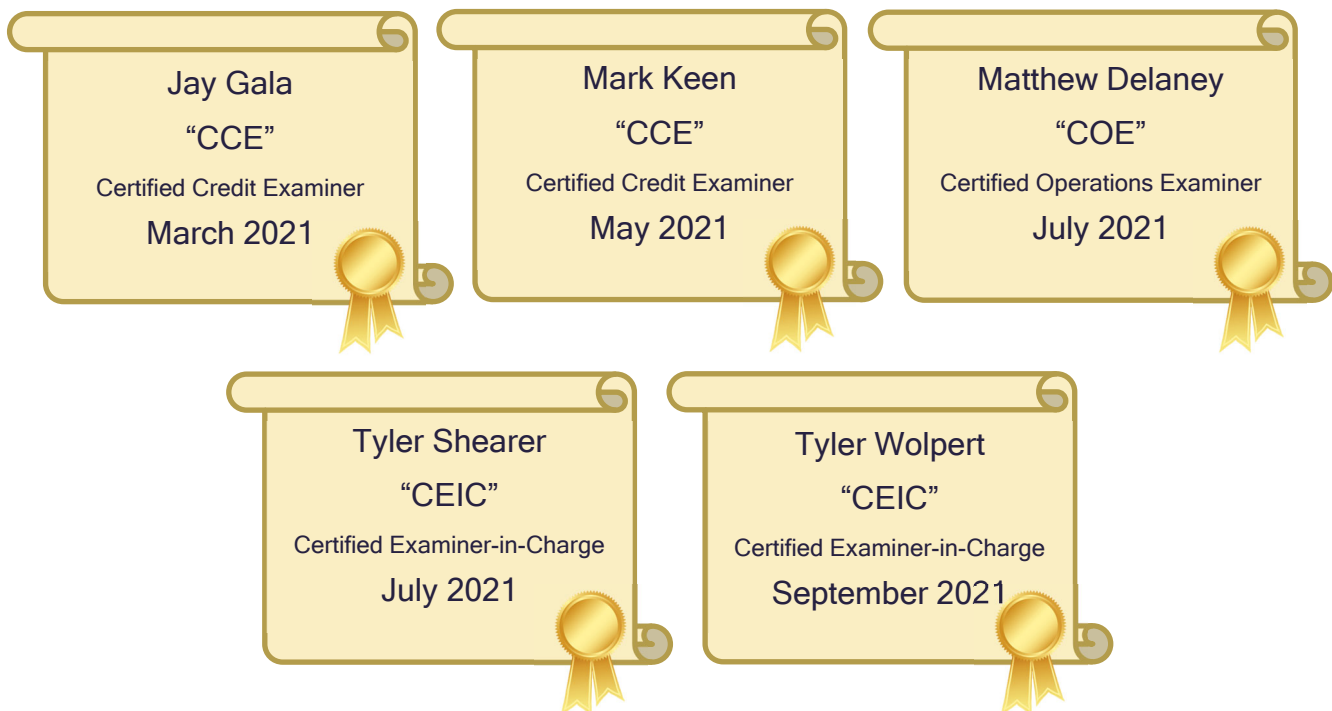 Jay Gala
“CCE”
Certified Credit Examiner
March 2021
Mark Keen
“CCE”
Certified Credit Examiner
May 2021
Matthew Delaney
“COE”
Certified Operations Examiner
July 2021
Tyler Shearer
“CEIC”
Certified Examiner-in-Charge
July 2021
Tyler Wolpert
“CEIC”
Certified Examiner-in-Charge
September 2021